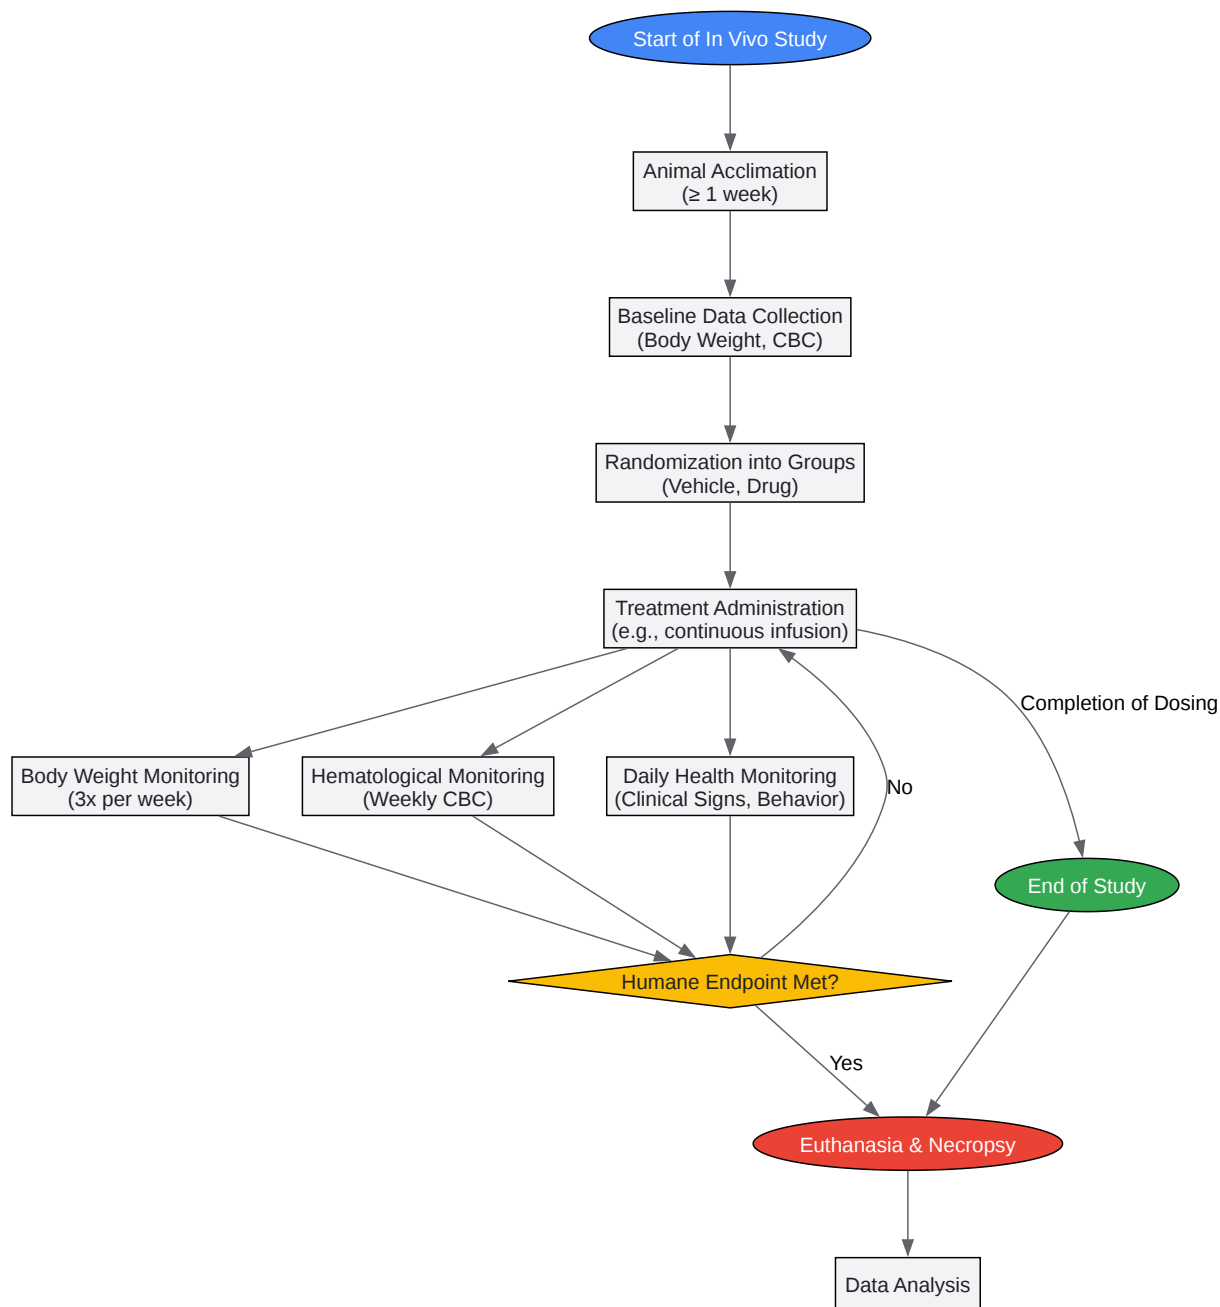 Start of In Vivo Study
Animal Acclimation
(≥ 1 week)
Baseline Data Collection
(Body Weight, CBC)
Randomization into Groups
(Vehicle, Drug)
Treatment Administration
(e.g., continuous infusion)
Completion of Dosing
Body Weight Monitoring
(3x per week)
Hematological Monitoring
(Weekly CBC)
Daily Health Monitoring
(Clinical Signs, Behavior)
No
End of Study
Humane Endpoint Met?
Yes
Euthanasia & Necropsy
Data Analysis